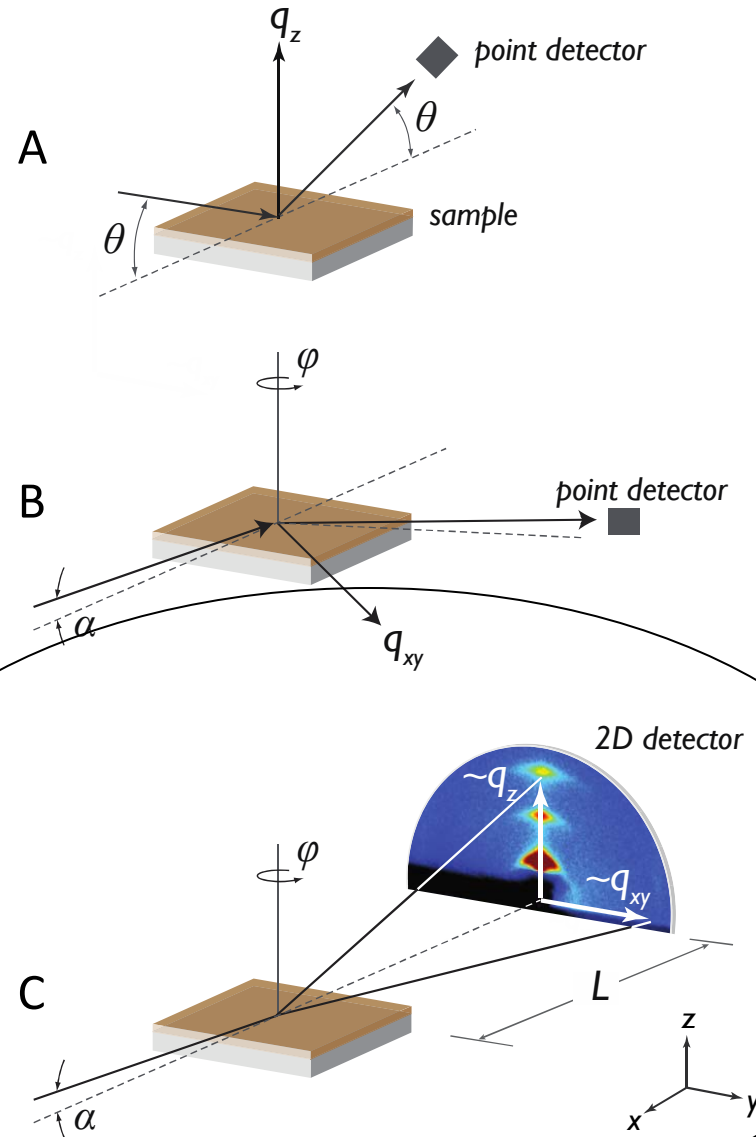 q_z
point detector
θ
A
θ
sample
φ
B
point detector
α
q_xy
2D detector
~q_z
φ
~q_xy
C
L
z
α
x
y